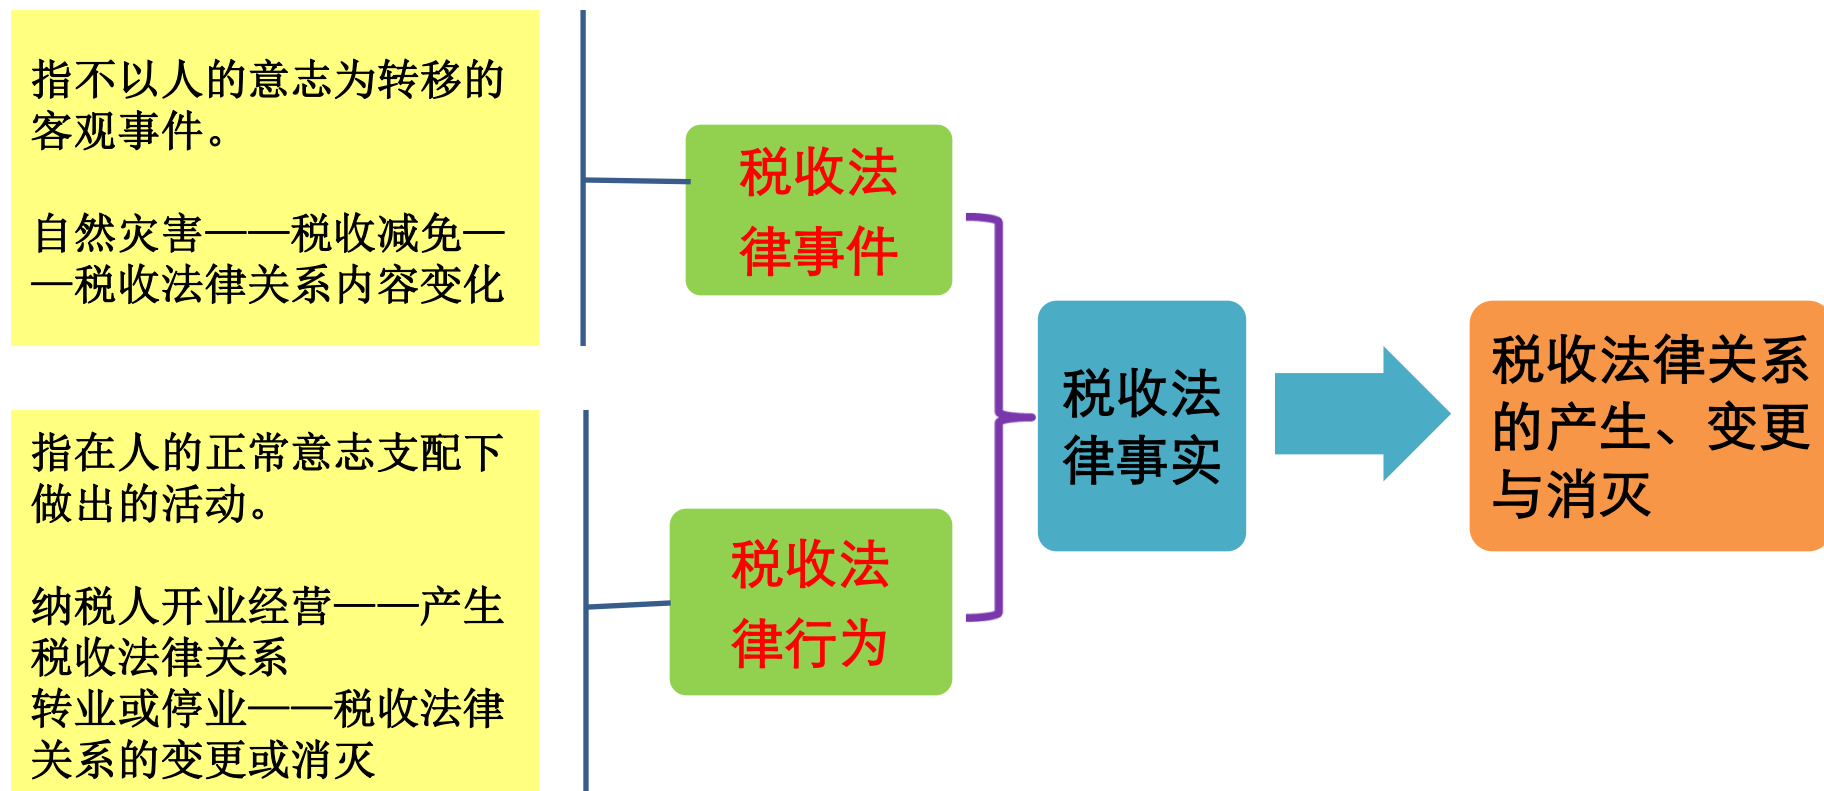 指不以人的意志为转移的
客观事件。
自然灾害——税收减免—
—税收法律关系内容变化
税收法
律事件
指在人的正常意志支配下
做出的活动。
纳税人开业经营——产生
税收法律关系
转业或停业——税收法律
关系的变更或消灭
税收法
律行为
税收法
律事实
税收法律关系
的产生、变更
与消灭